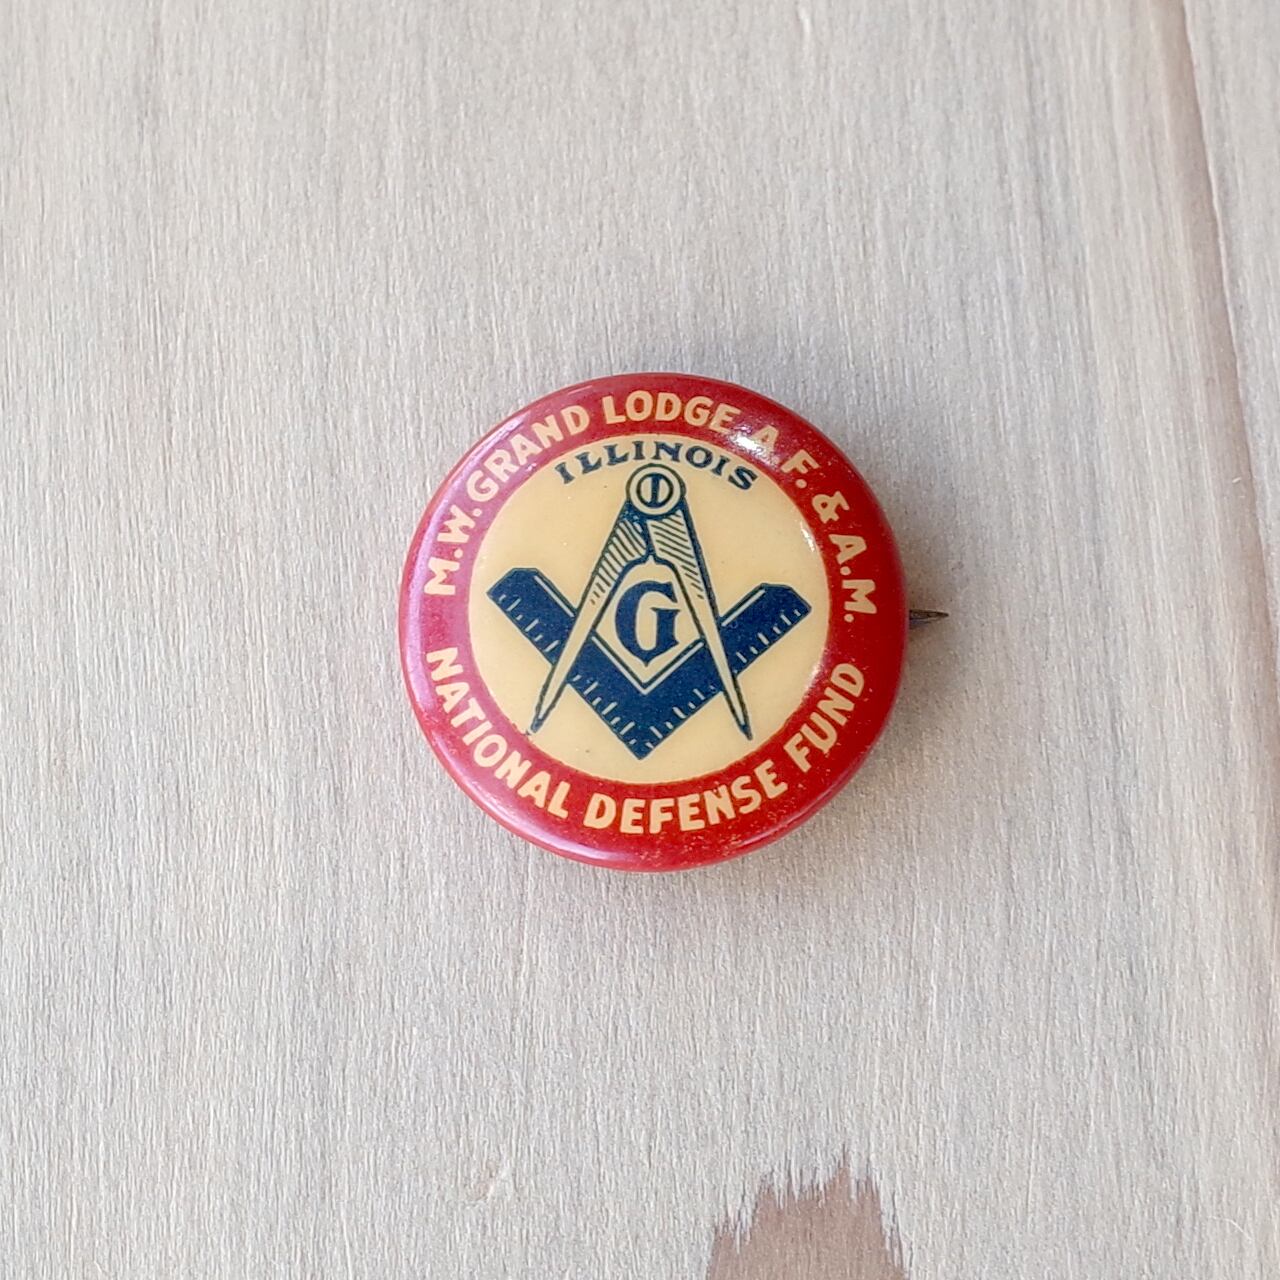 M.W. GRAND LODGE A.F. & A.M.
ILLINOIS
G
NATIONAL DEFENSE FUND